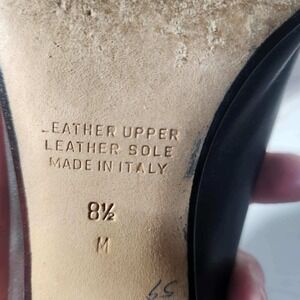 LEATHER UPPER
LEATHER SOLE
MADE IN ITALY
8½
M